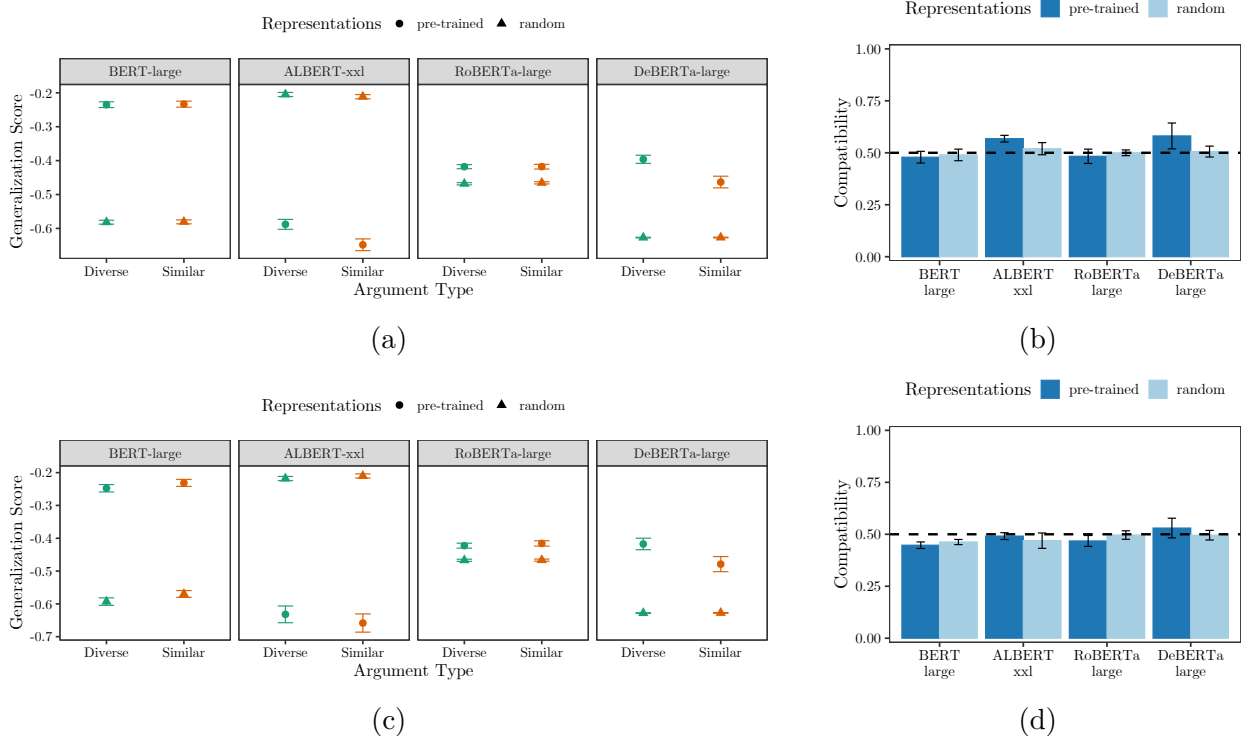 Representations pre-trained random
BERT-large ALBERT-xxl RoBERTa-large DeBERTa-large
Generalization Score
-0.2
-0.3
-0.4
-0.5
-0.6
Diverse Similar Diverse Similar Diverse Similar Diverse Similar
Argument Type
(a)
Representations pre-trained random
Compatibility
1.00
0.75
0.50
0.25
0.00
BERT ALBERT RoBERTa DeBERTa
large xxl large large
(b)
Representations pre-trained random
BERT-large ALBERT-xxl RoBERTa-large DeBERTa-large
Generalization Score
-0.2
-0.3
-0.4
-0.5
-0.6
-0.7
Diverse Similar Diverse Similar Diverse Similar Diverse Similar
Argument Type
(c)
Representations pre-trained random
Compatibility
1.00
0.75
0.50
0.25
0.00
BERT ALBERT RoBERTa DeBERTa
large xxl large large
(d)